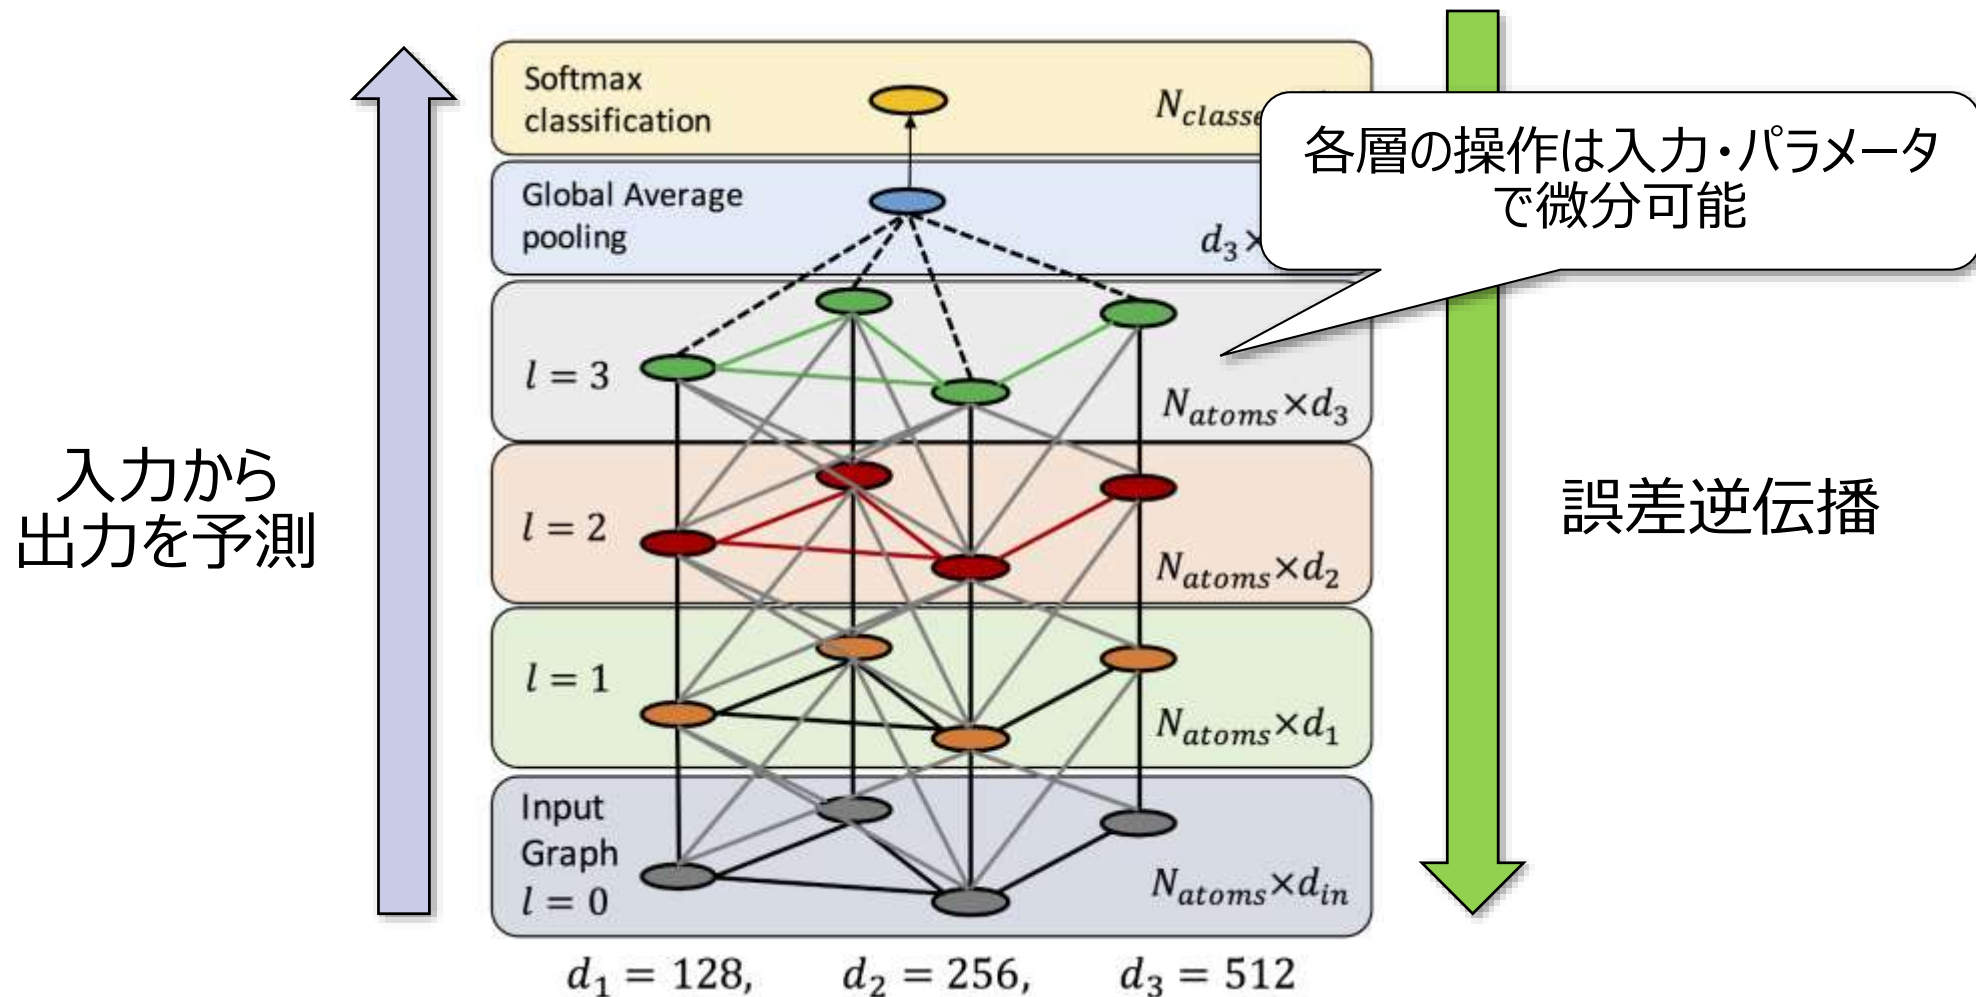 Softmax
classification
N_classe
Global Average
pooling
d_3×
各層の操作は入力・パラメータ
で微分可能
l = 3
N_atoms×d_3
入力から
出力を予測
l = 2
N_atoms×d_2
誤差逆伝播
l = 1
N_atoms×d_1
Input
Graph
l = 0
N_atoms×d_in
d_1 = 128, d_2 = 256, d_3 = 512